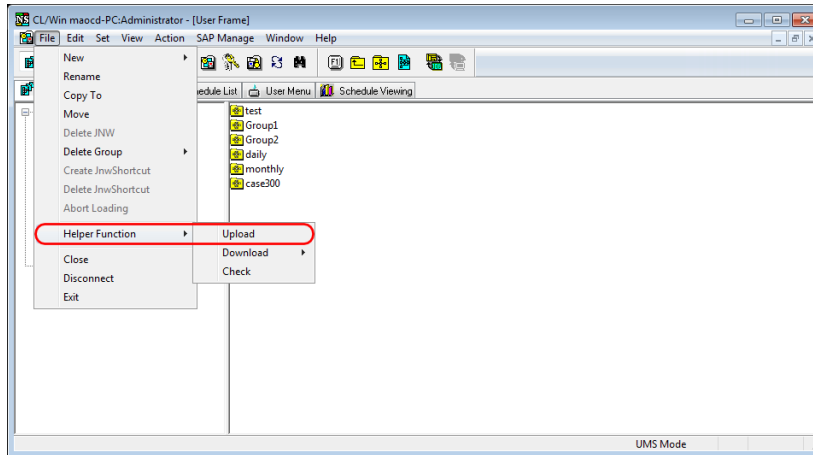 CL/Win maocd-PC:Administrator - [User Frame]
File Edit Set View Action SAP Manage Window Help
edule List User Menu Schedule Viewing
New
Rename
Copy To
Move
Delete JNW
Delete Group
Create JnwShortcut
Delete JnwShortcut
Abort Loading
Helper Function
Close
Disconnect
Exit
Upload
Download
Check
test
Group1
Group2
daily
monthly
case300
UMS Mode